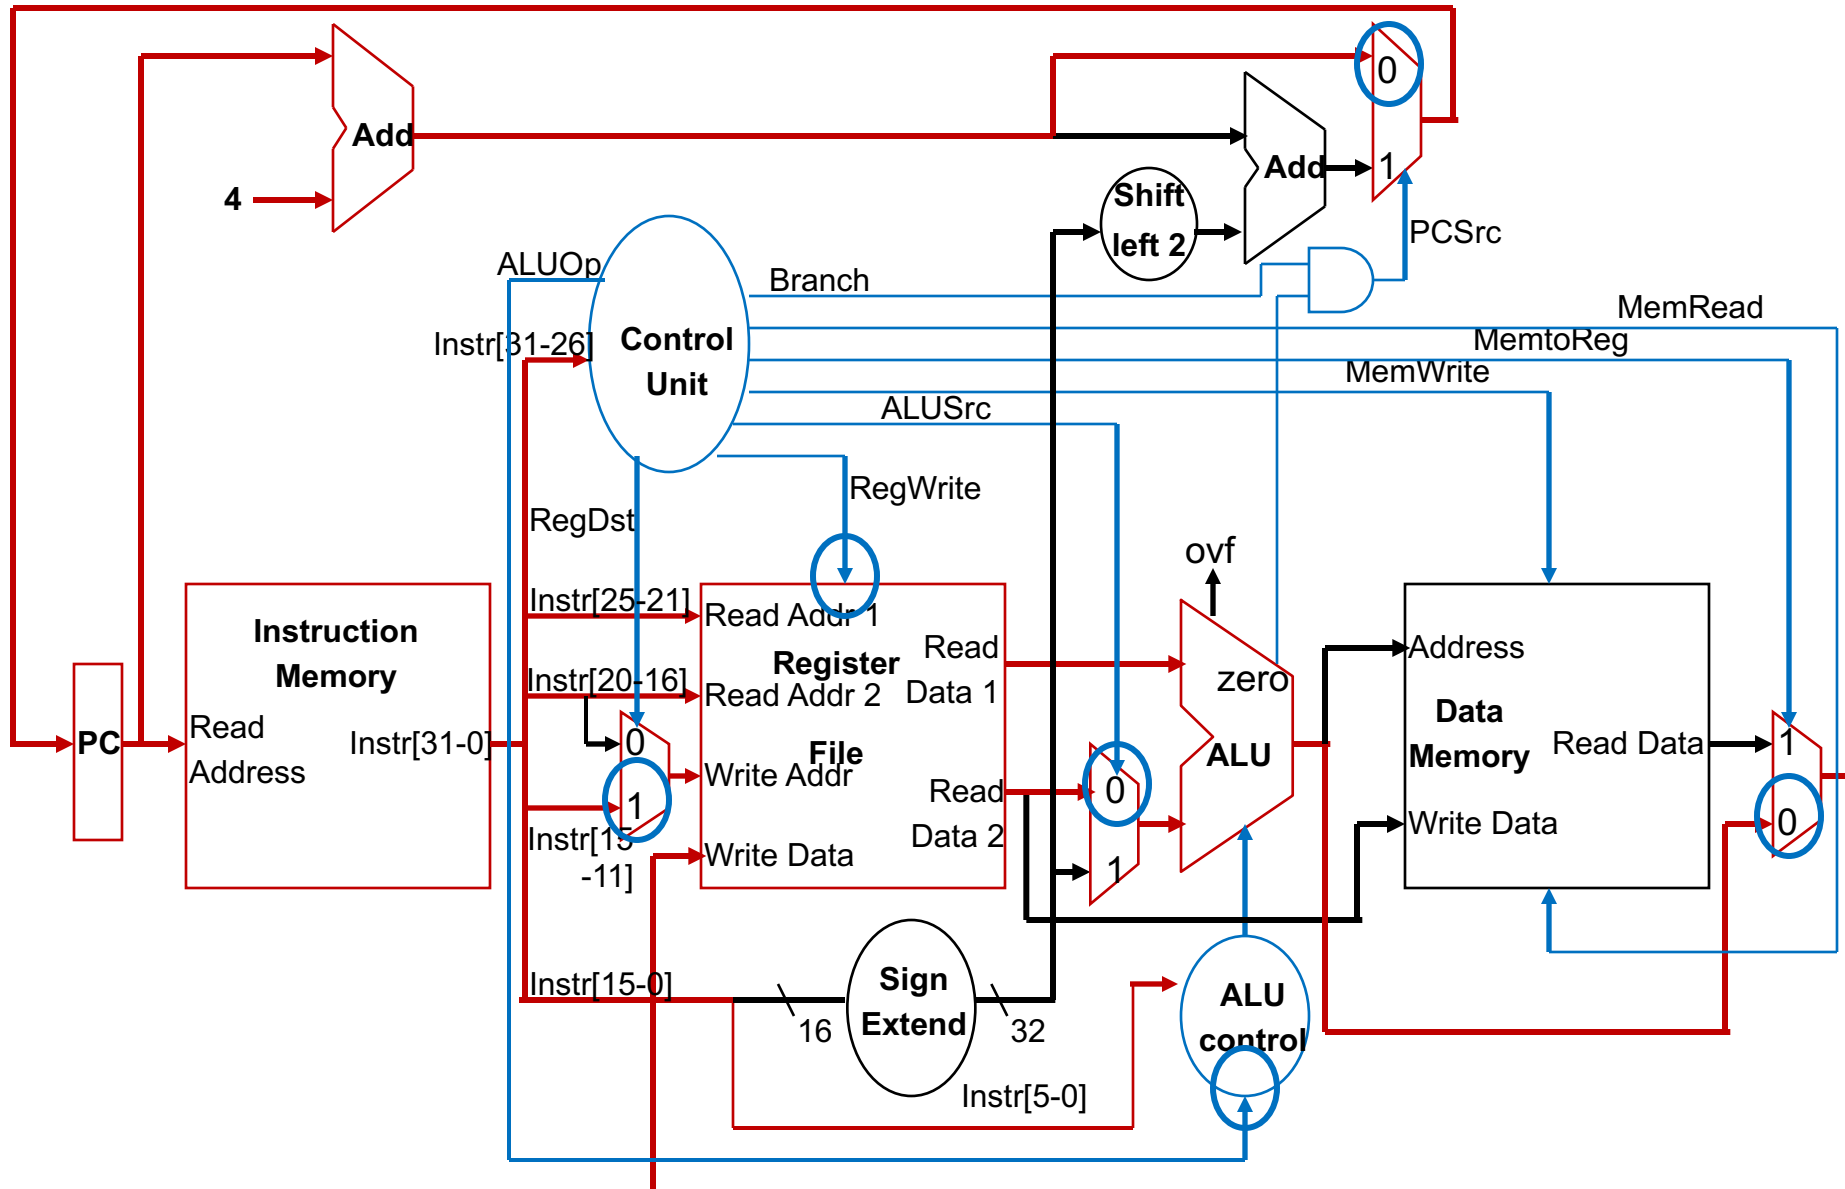 0
Add
Add
1
4
Shift
left 2
PCSrc
ALUOp
Branch
MemRead
Instr[31-26]
Control
Unit
MemtoReg
MemWrite
ALUSrc
RegWrite
RegDst
ovf
Instruction
Memory
Read
Address
Instr[31-0]
PC
Instr[25-21]
Instr[20-16]
0
1
Instr[15
-11]
Read Addr 1
Register
Read Addr 2
File
Write Addr
Write Data
Read
Data 1
Read
Data 2
0
1
zero
ALU
Address
Data
Memory
Read Data
Write Data
1
0
Instr[15-0]
16
Sign
Extend
32
ALU
control
Instr[5-0]